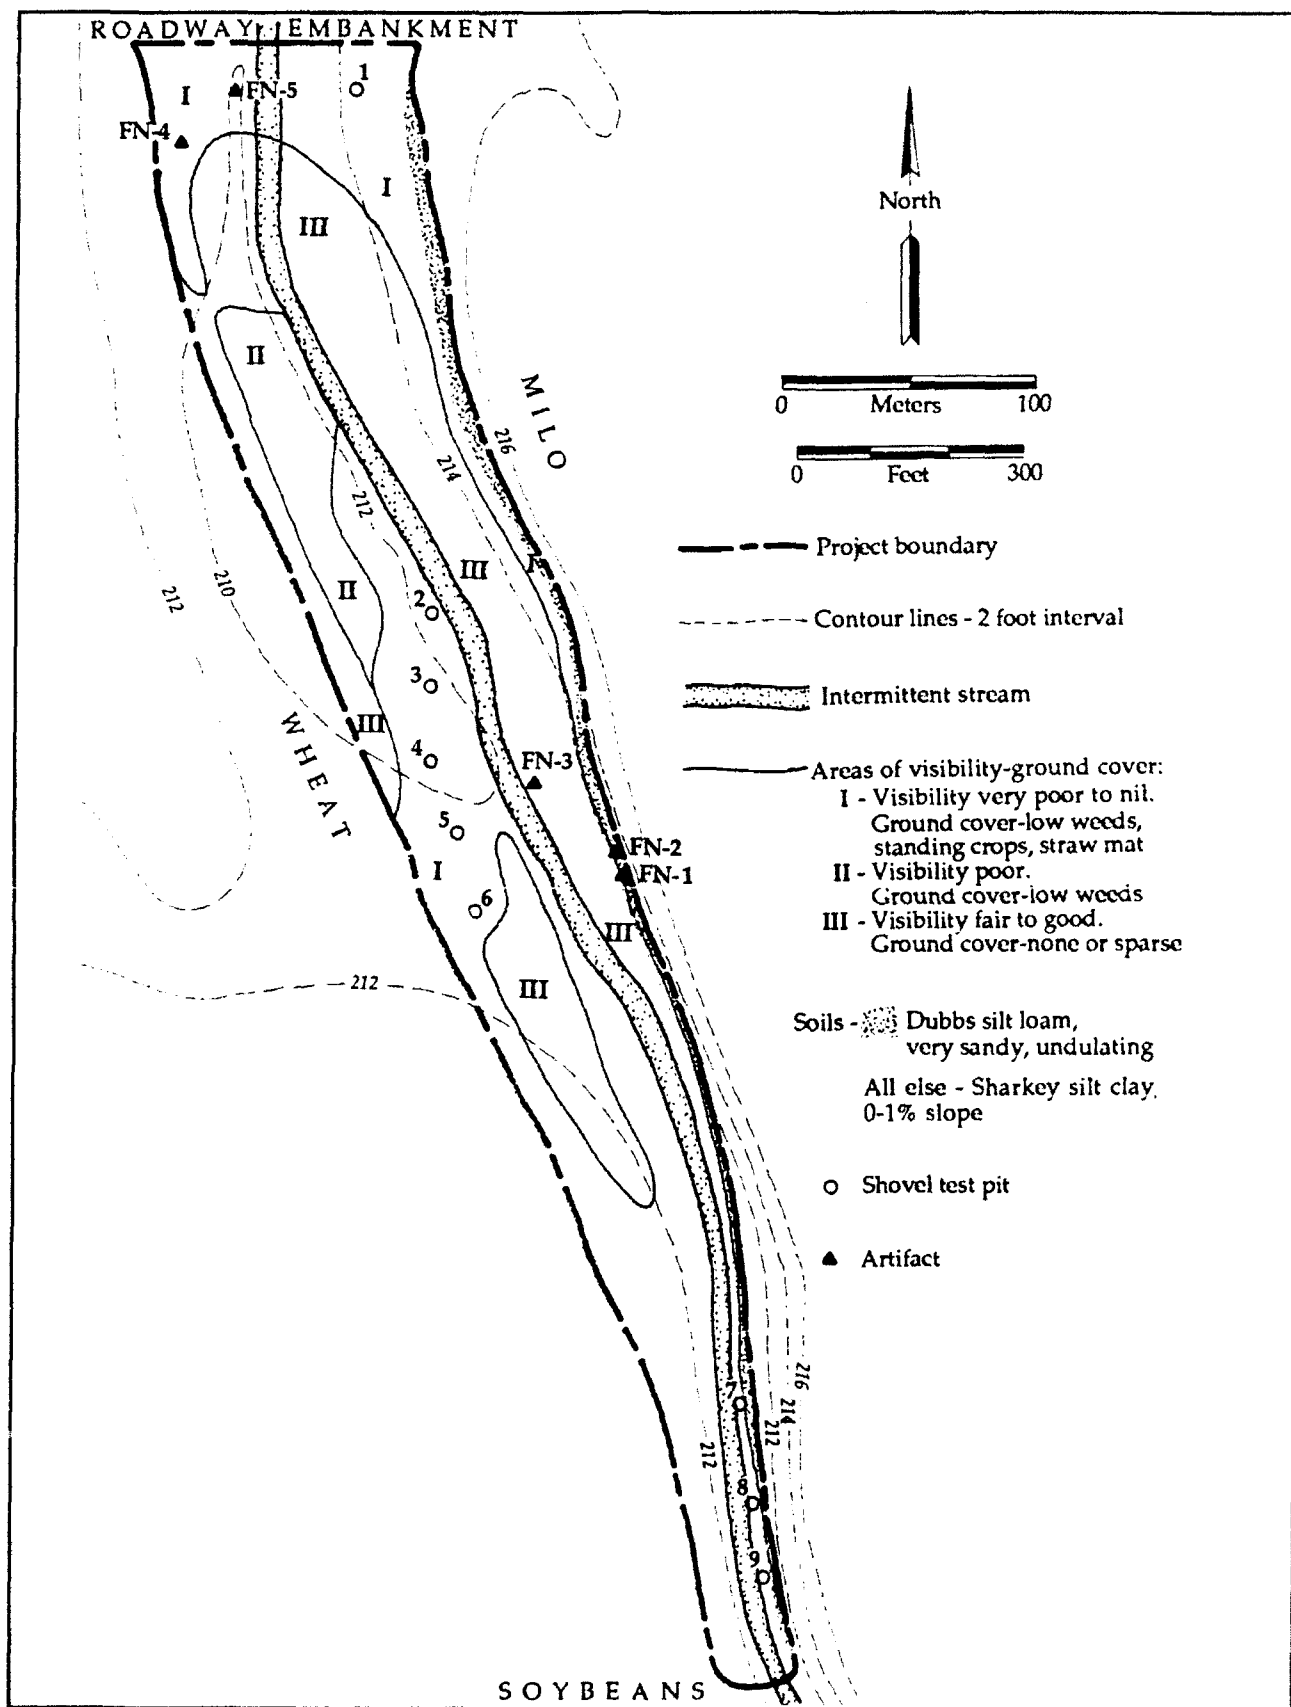 ROADWAY EMBANKMENT
I
FN-5
1
FN-4
I
III
North
II
MILO
0 Meters 100
216
214
0 Feet 300
212
Project boundary
I
III
212
210
II
2
Contour lines - 2 foot interval
3
Intermittent stream
WHEAT
III
4
FN-3
Areas of visibility-ground cover:
I - Visibility very poor to nil.
Ground cover-low weeds,
standing crops, straw mat
5
FN-2
I
FN-1
II - Visibility poor.
Ground cover-low weeds
6
III
III - Visibility fair to good.
Ground cover-none or sparse
212
III
Soils - Dubbs silt loam,
very sandy, undulating
All else - Sharkey silt clay,
0-1% slope
Shovel test pit
Artifact
7
216
214
212
212
8
9
SOYBEANS